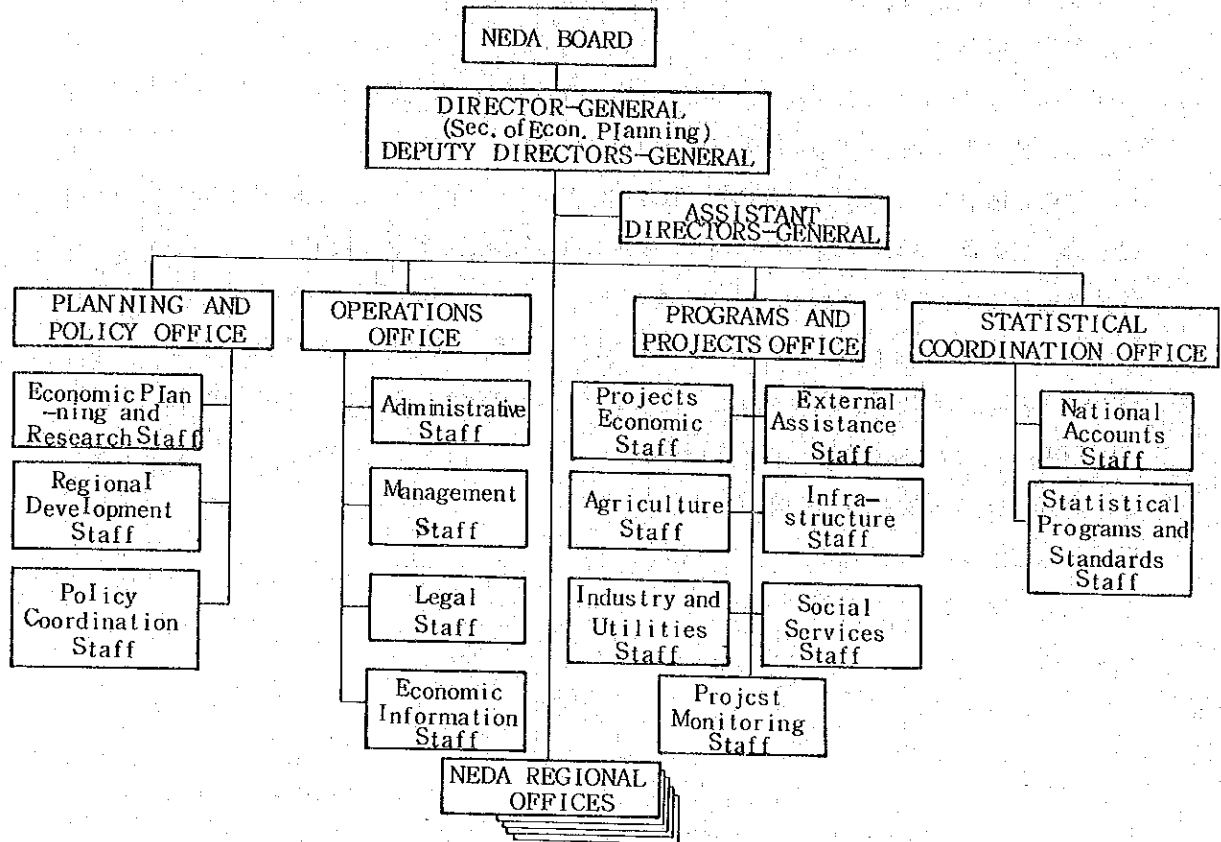 NEDA BOARD
DIRECTOR-GENERAL
(Sec. of Econ. Planning)
DEPUTY DIRECTORS-GENERAL
ASSISTANT
DIRECTORS-GENERAL
PLANNING AND
POLICY OFFICE
Economic Plan
-ning and
Research Staff
Regional
Development
Staff
Policy
Coordination
Staff
OPERATIONS
OFFICE
Administrative
Staff
Management
Staff
Legal
Staff
Economic
Information
Staff
PROGRAMS AND
PROJECTS OFFICE
Projects
Economic
Staff
External
Assistance
Staff
Agriculture
Staff
Infra-
structure
Staff
Industry and
Utilities
Staff
Social
Services
Staff
Projcst
Monitoring
Staff
STATISTICAL
COORDINATION OFFICE
National
Accounts
Staff
Statistical
Programs and
Standards
Staff
NEDA REGIONAL
OFFICES